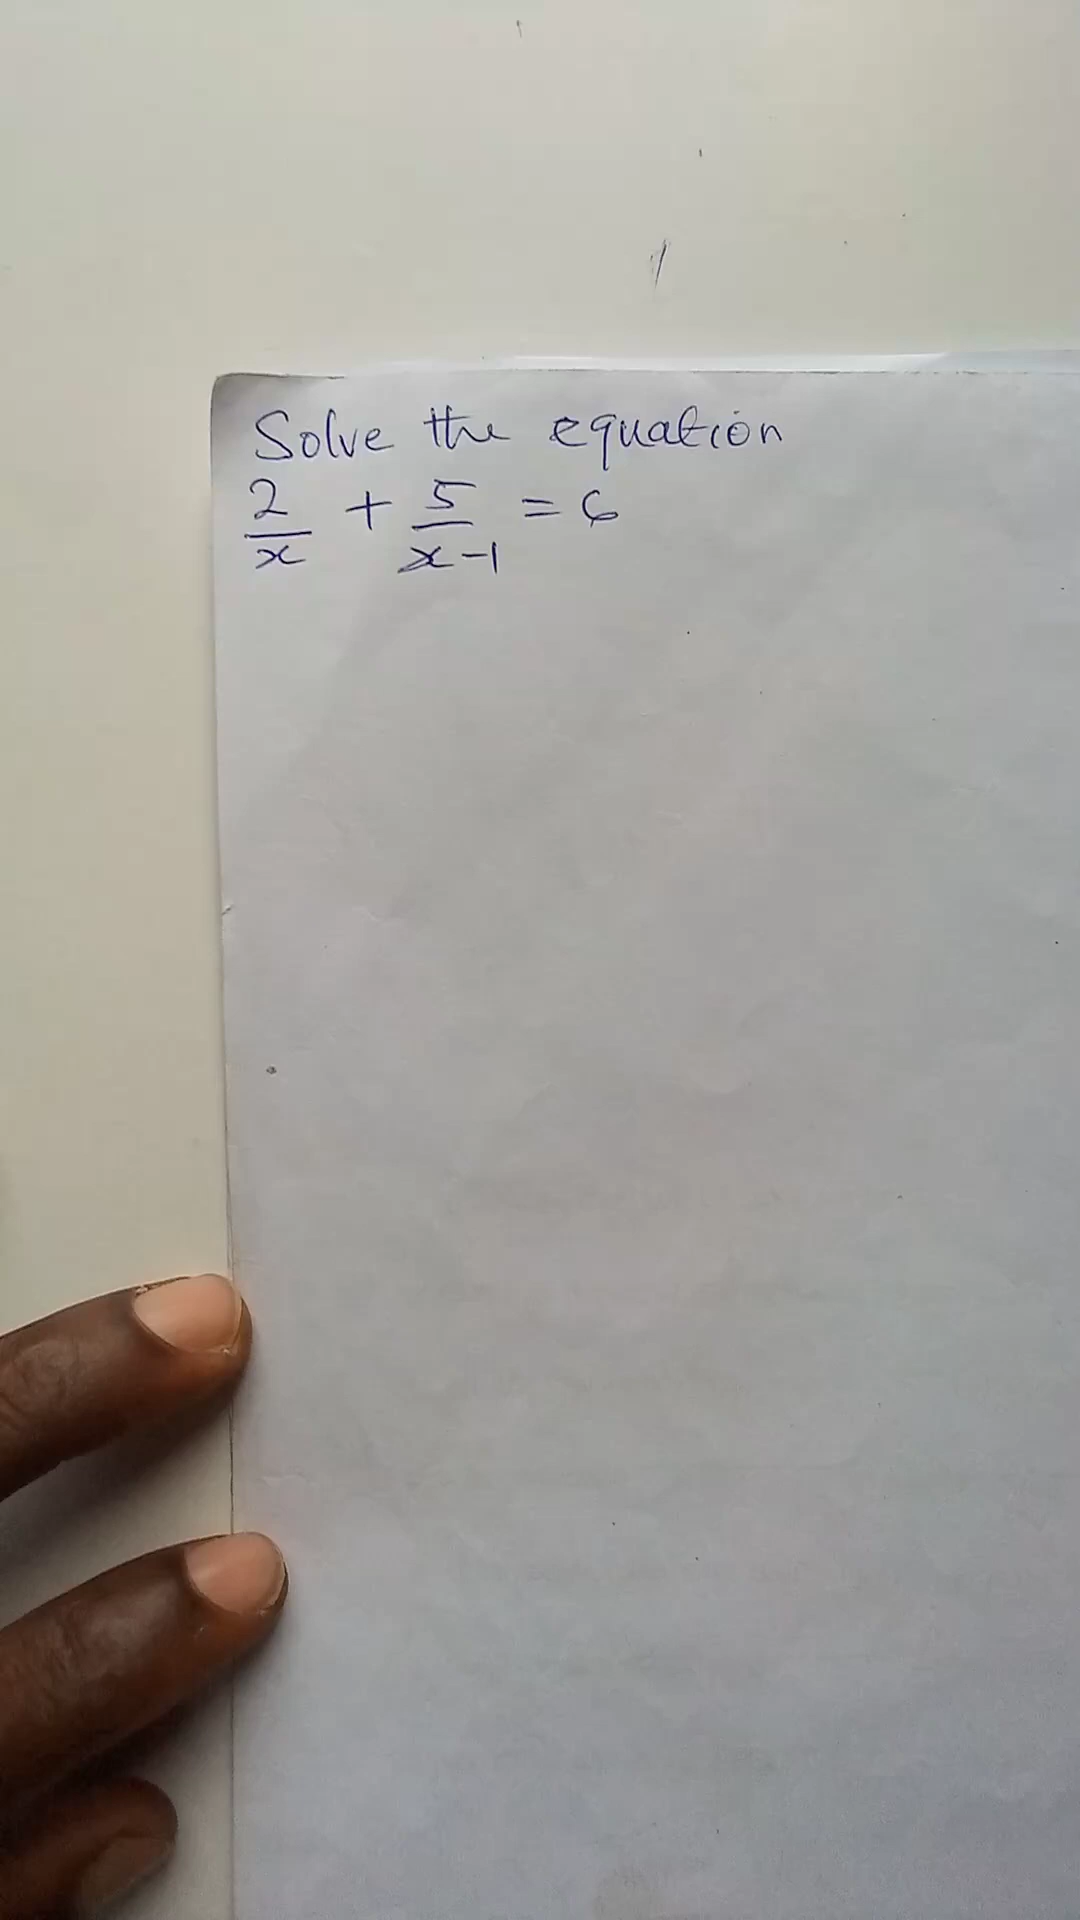 Solve the equation
2/x + 5/x-1 = 6